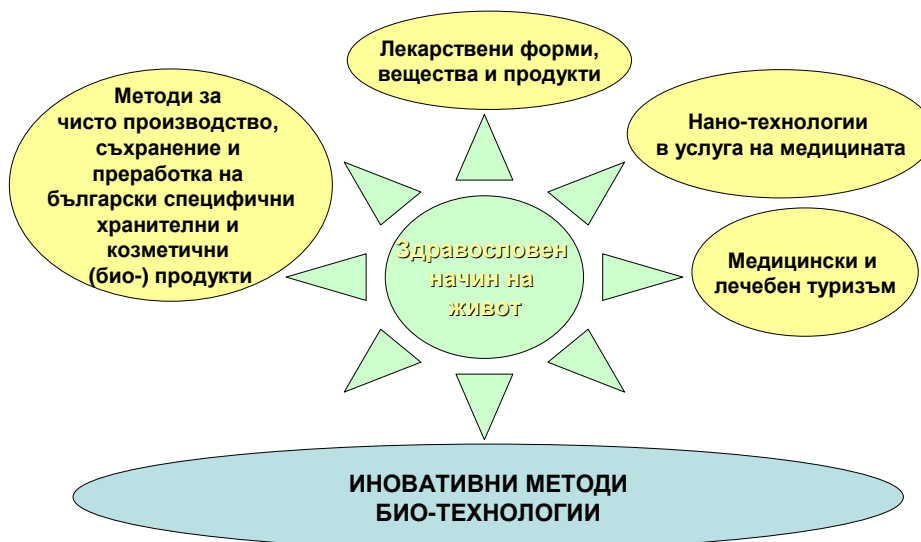 Лекарствени форми,
вещества и продукти
Методи за
чисто производство,
съхранение и
преработка на
български специфични
хранителни и
козметични
(био-) продукти
Нано-технологии
в услуга на медицината
Здравословен
начин на
живот
Медицински и
лечебен туризъм
ИНОВАТИВНИ МЕТОДИ
БИО-ТЕХНОЛОГИИ